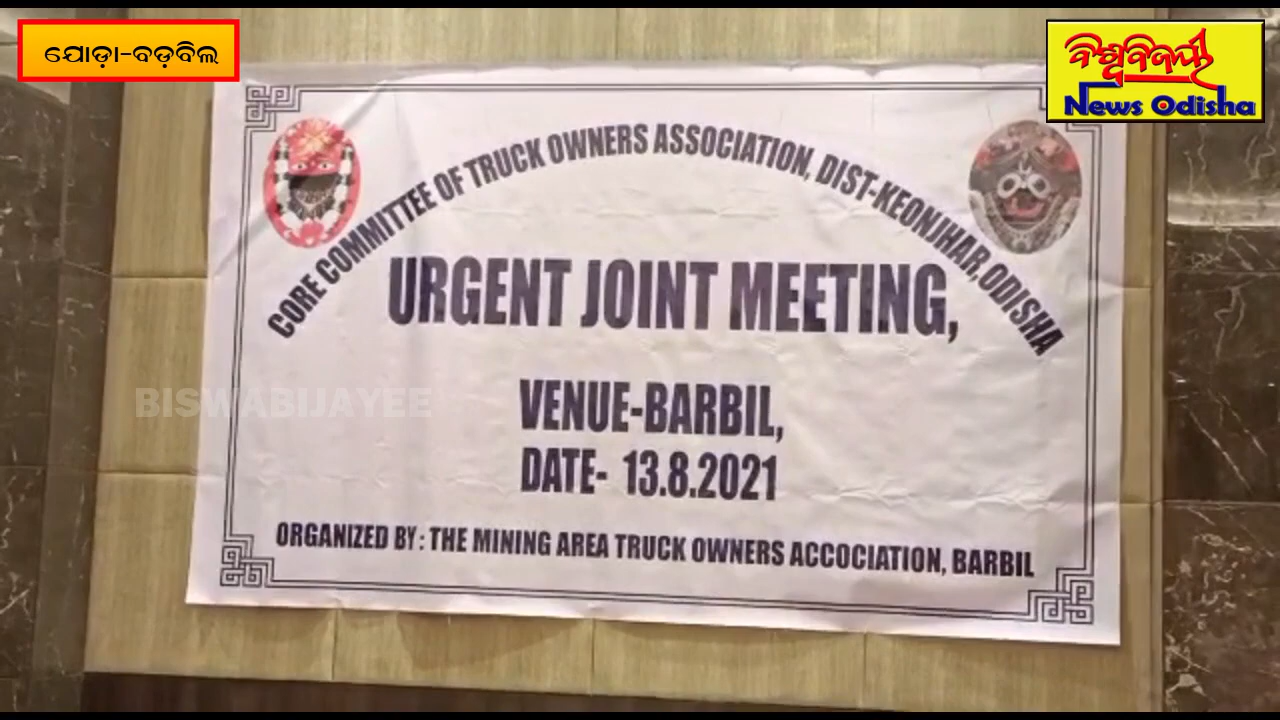 ଯୋଡ଼ା-ବଡ଼ବିଲ
ବିଶ୍ୱବିଜୟୀ
News Odisha
CORE COMMITTEE OF TRUCK OWNERS ASSOCIATION, DIST-KEONJHAR,ODISHA
URGENT JOINT MEETING,
BISWABIJAYEE
VENUE-BARBIL,
DATE- 13.8.2021
ORGANIZED BY: THE MINING AREA TRUCK OWNERS ACCOCIATION, BARBIL